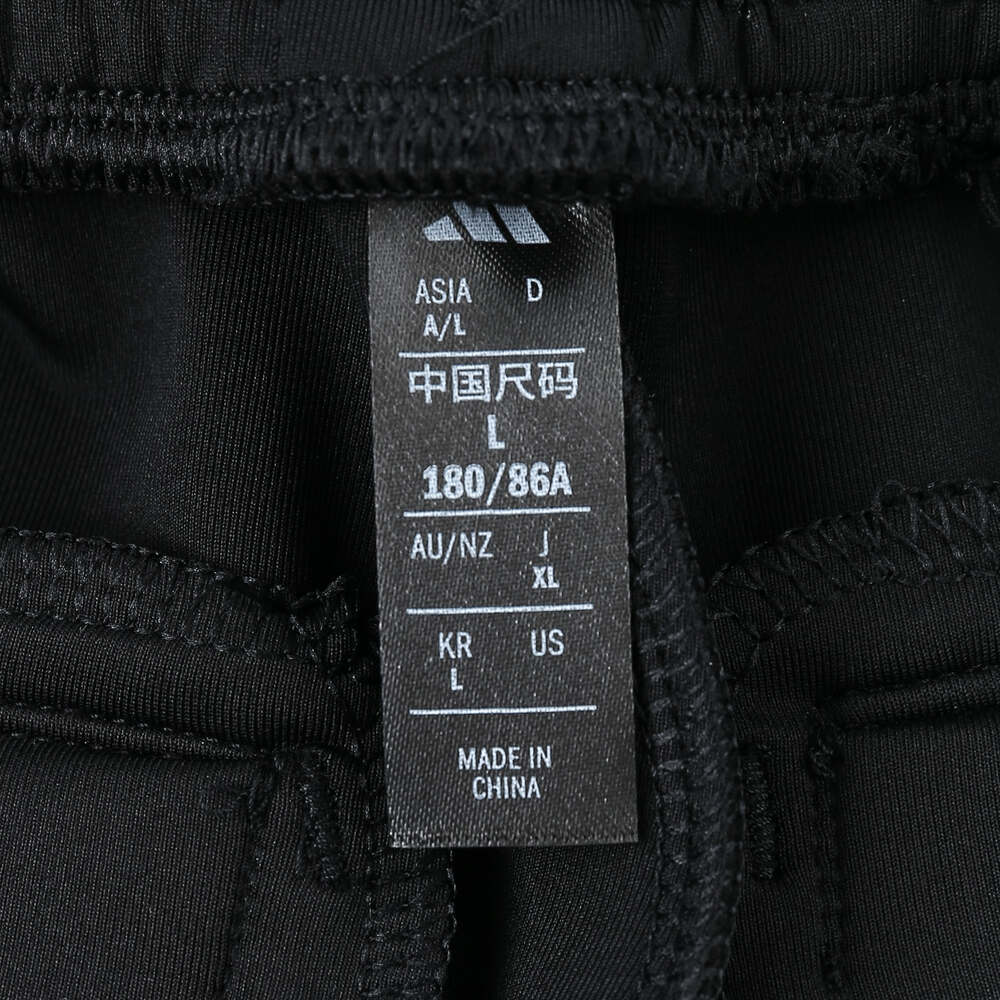 ASIA D
A/L
中国尺码
L
180/86A
AU/NZ J
XL
KR US
L
MADE IN
CHINA